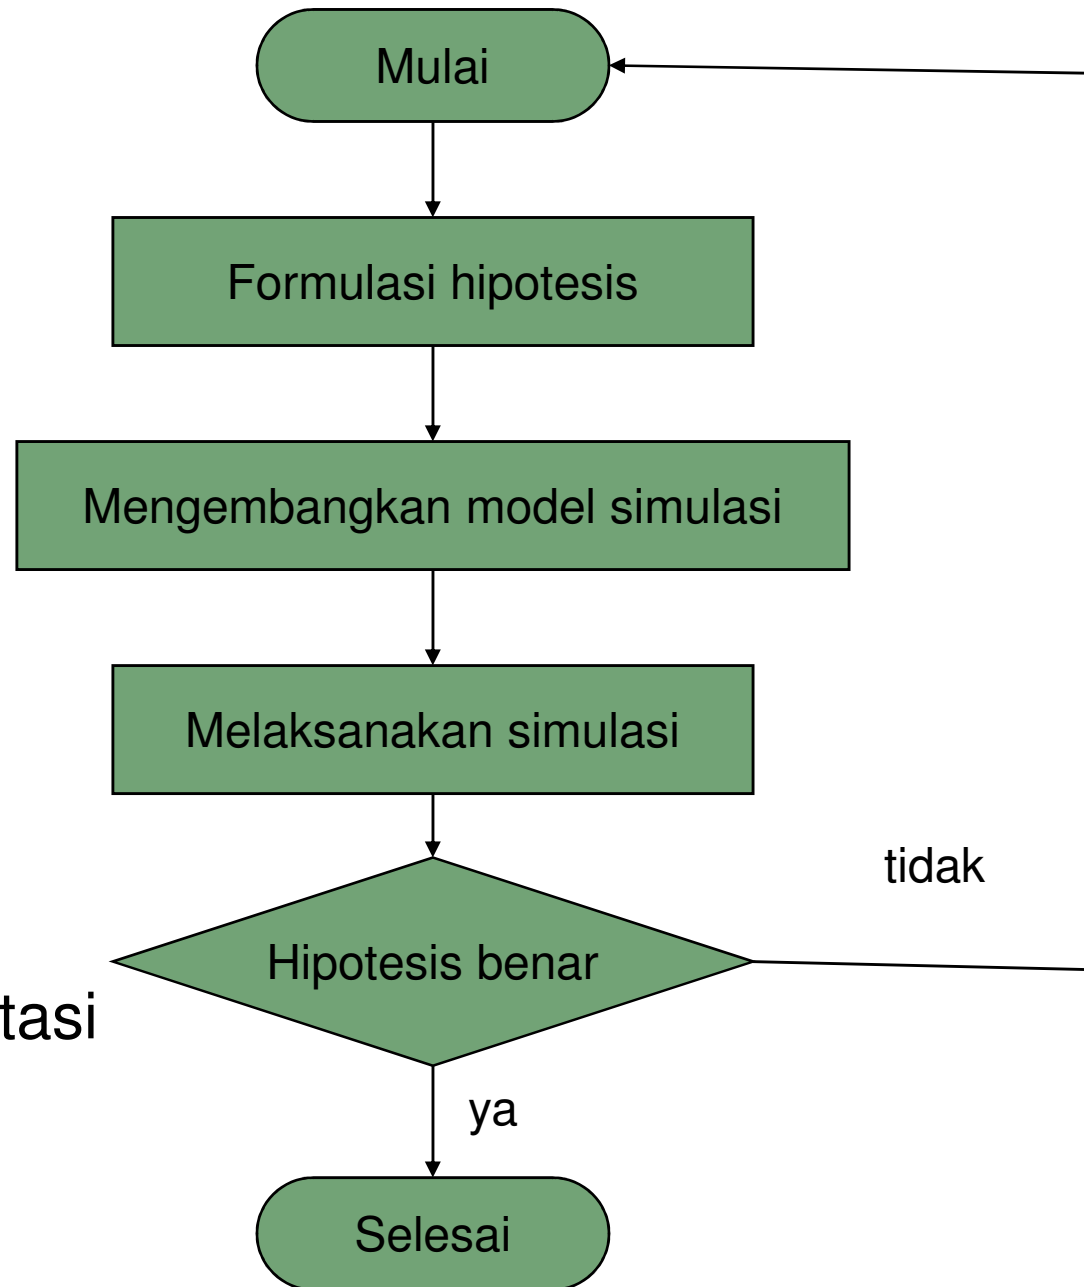 Mulai
Formulasi hipotesis
Mengembangkan model simulasi
Melaksanakan simulasi
tidak
Hipotesis benar
tasi
ya
Selesai